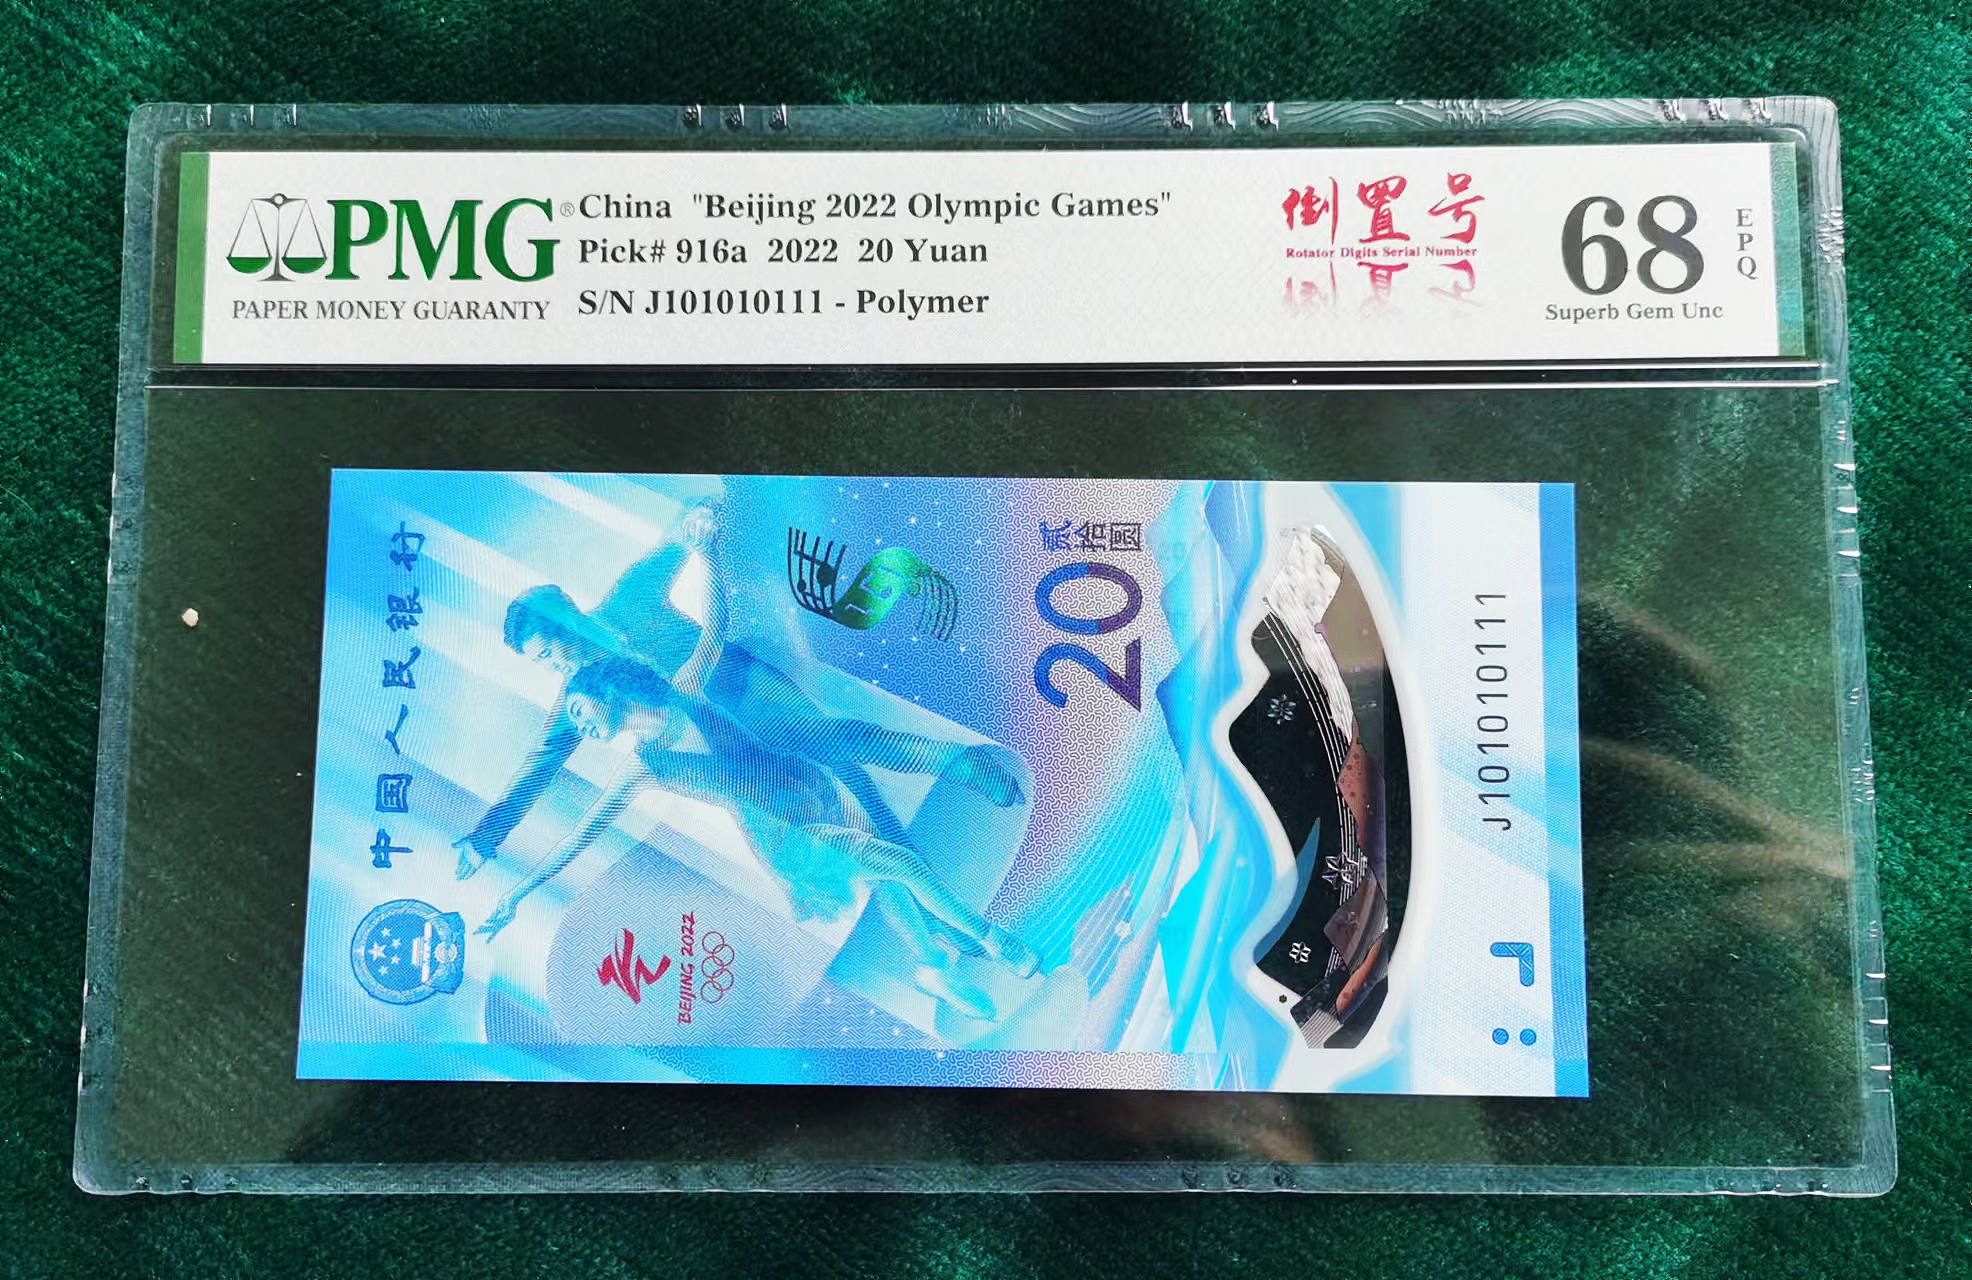 PMG®
PAPER MONEY GUARANTY
China "Beijing 2022 Olympic Games"
Pick# 916a 2022 20 Yuan
S/N J101010111 - Polymer
倒置号
Rotator Digits Serial Number
68
EPQ
Superb Gem Unc
中国人民银行
贰拾圆
20
BEIJING 2022
J101010111